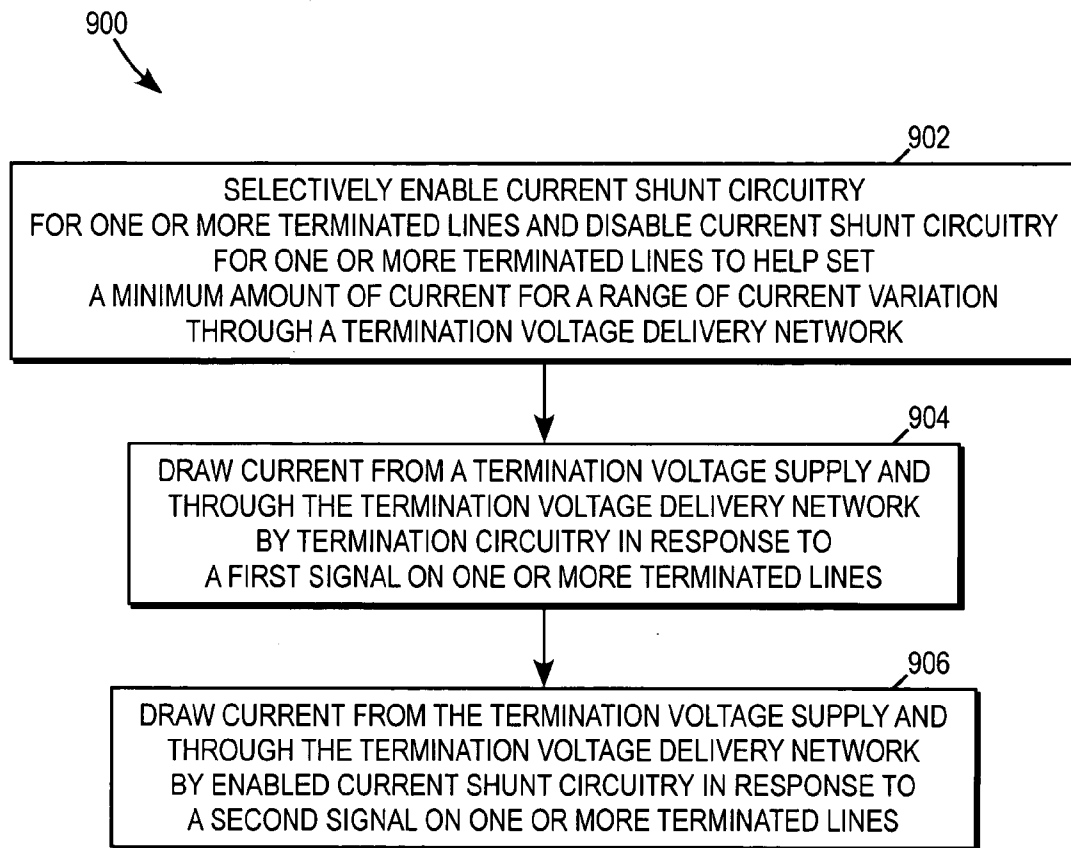 900
902
SELECTIVELY ENABLE CURRENT SHUNT CIRCUITRY
FOR ONE OR MORE TERMINATED LINES AND DISABLE CURRENT SHUNT CIRCUITRY
FOR ONE OR MORE TERMINATED LINES TO HELP SET
A MINIMUM AMOUNT OF CURRENT FOR A RANGE OF CURRENT VARIATION
THROUGH A TERMINATION VOLTAGE DELIVERY NETWORK
904
DRAW CURRENT FROM A TERMINATION VOLTAGE SUPPLY AND
THROUGH THE TERMINATION VOLTAGE DELIVERY NETWORK
BY TERMINATION CIRCUITRY IN RESPONSE TO
A FIRST SIGNAL ON ONE OR MORE TERMINATED LINES
906
DRAW CURRENT FROM THE TERMINATION VOLTAGE SUPPLY AND
THROUGH THE TERMINATION VOLTAGE DELIVERY NETWORK
BY ENABLED CURRENT SHUNT CIRCUITRY IN RESPONSE TO
A SECOND SIGNAL ON ONE OR MORE TERMINATED LINES